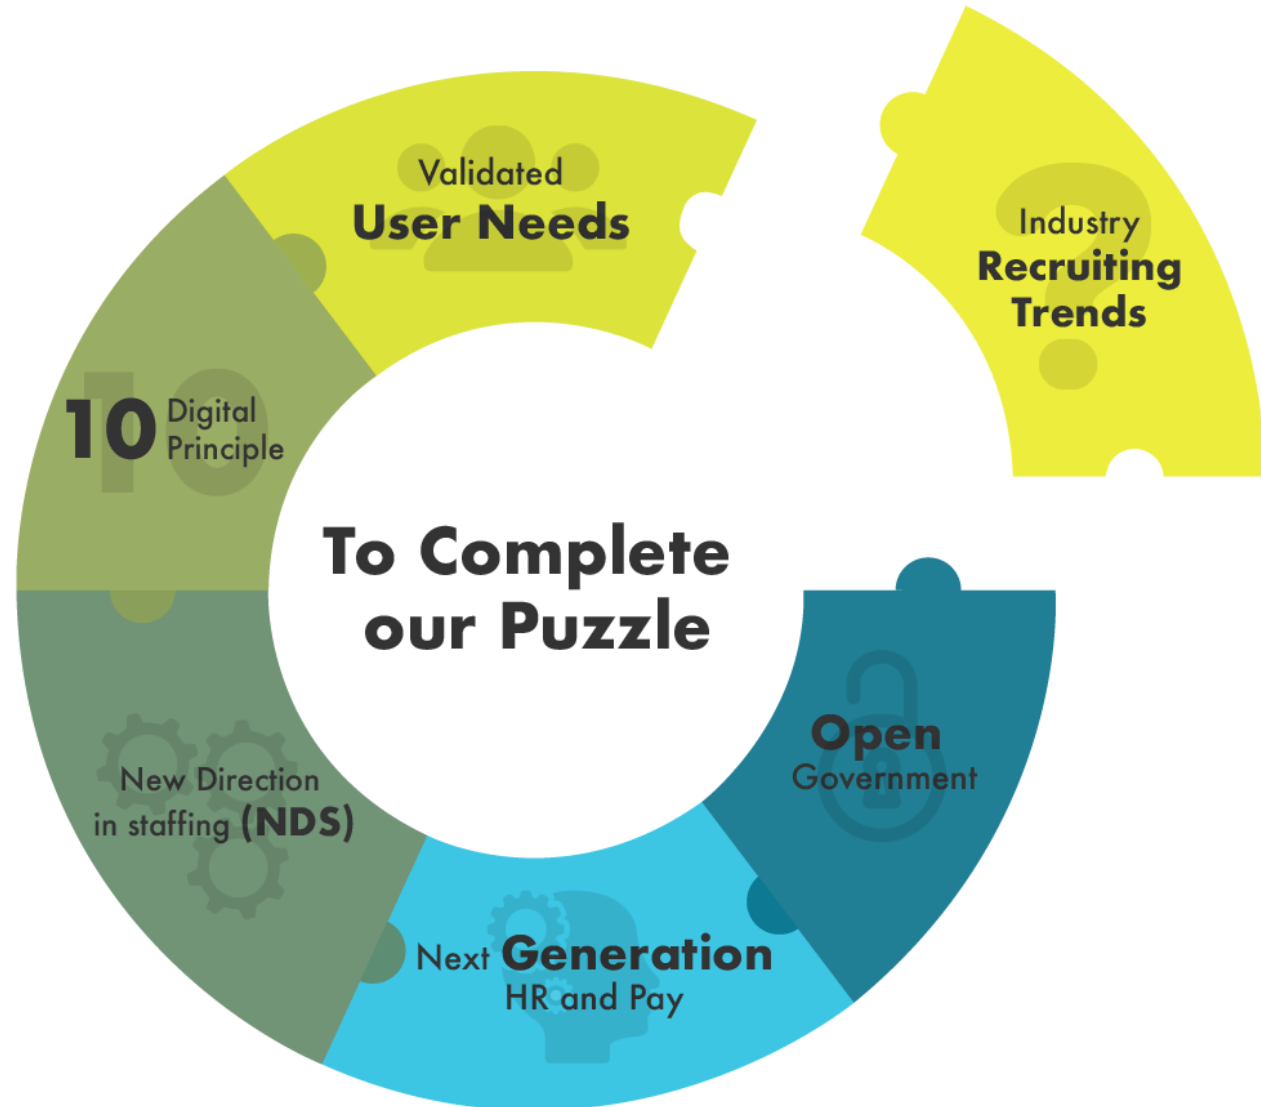 Validated
User Needs
Industry
Recruiting
Trends
10 Digital
Principle
To Complete
our Puzzle
New Direction
in staffing (NDS)
Open
Government
Next Generation
HR and Pay